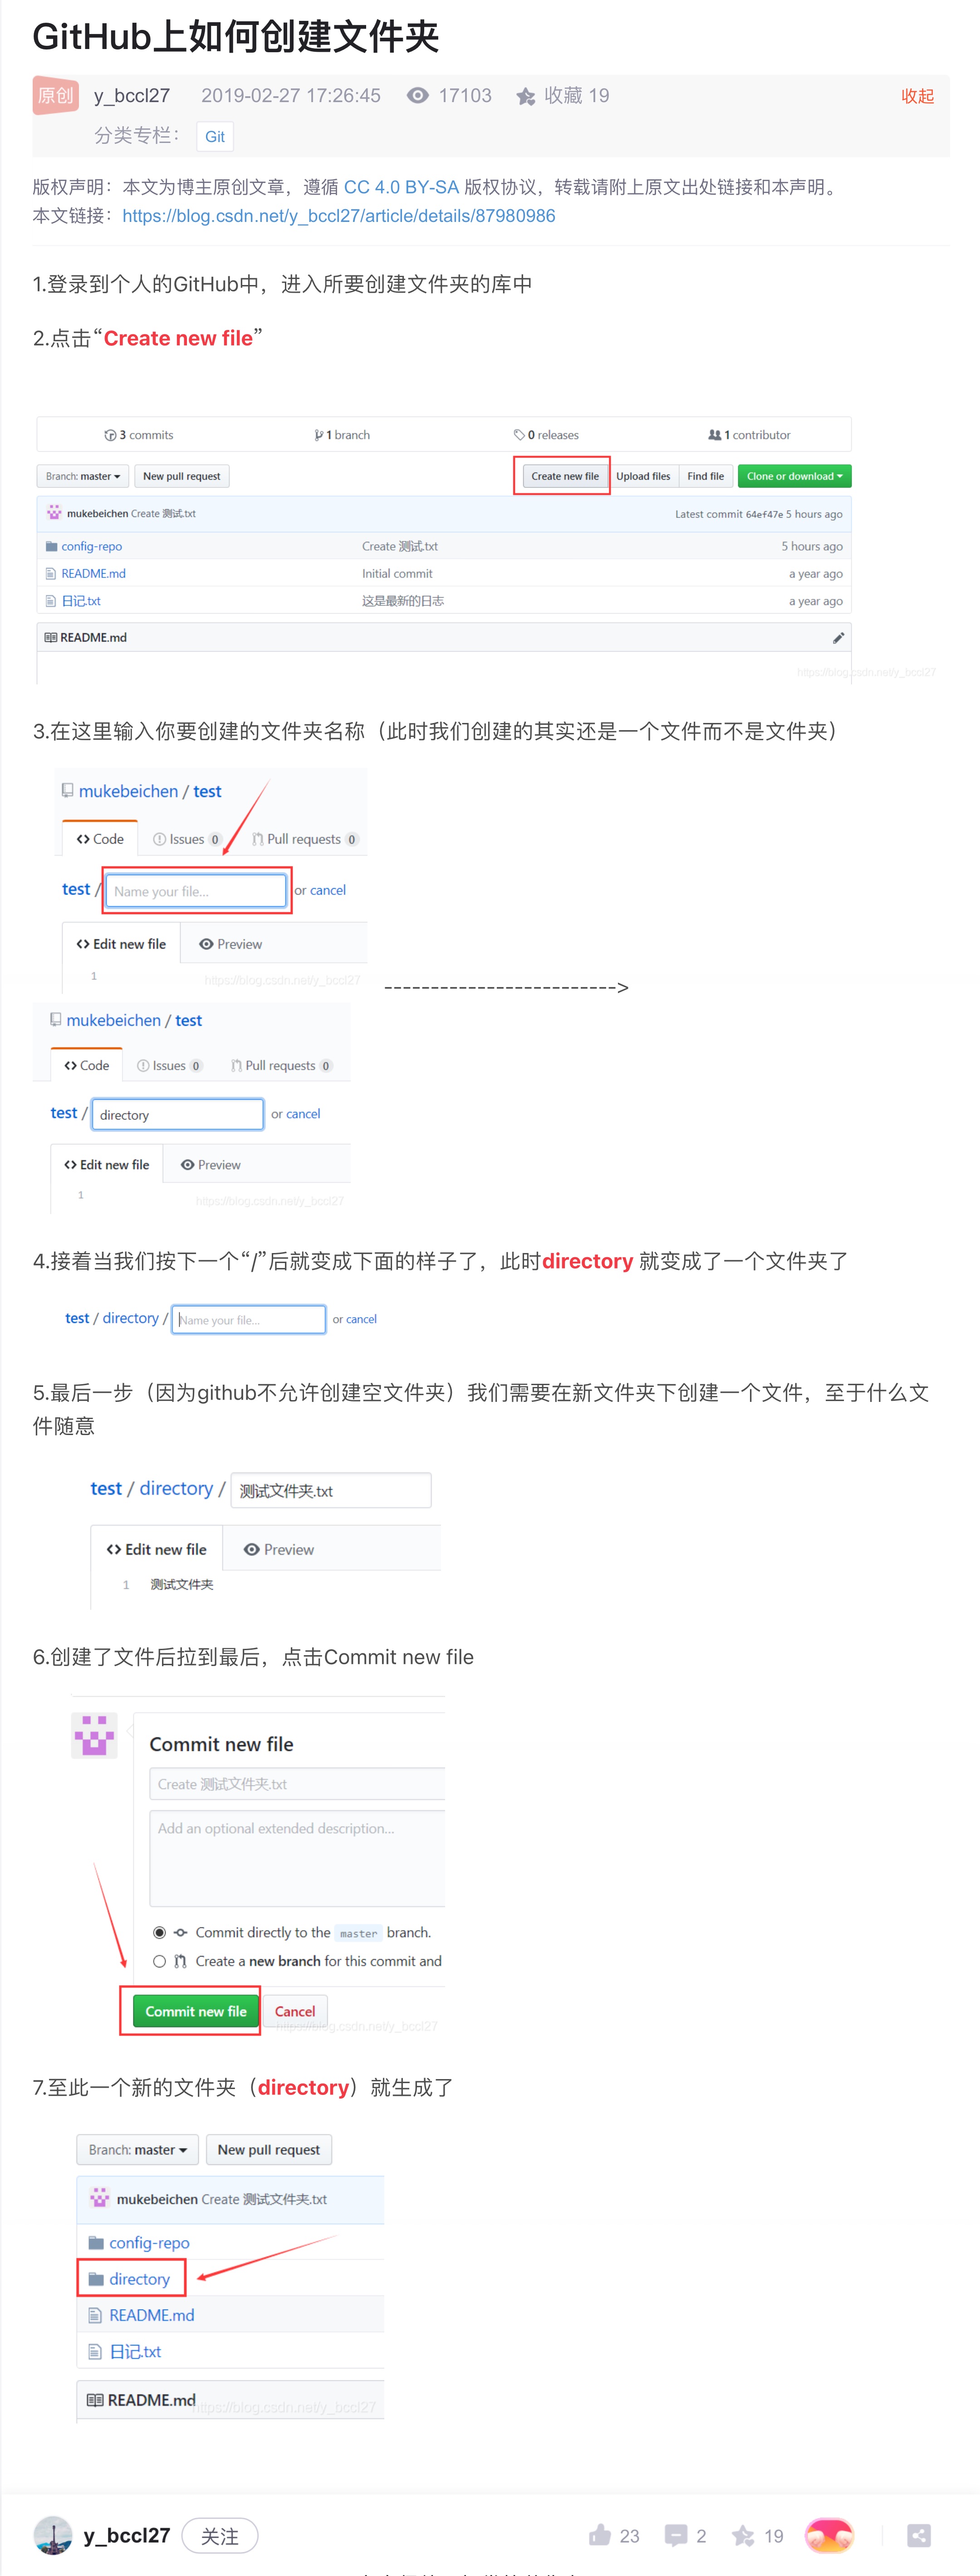 GitHub上如何创建文件夹
原创 y_bccl27 2019-02-27 17:26:45 17103 收藏 19 收起
分类专栏： Git
版权声明：本文为博主原创文章，遵循 CC 4.0 BY-SA 版权协议，转载请附上原文出处链接和本声明。
本文链接：https://blog.csdn.net/y_bccl27/article/details/87980986
1.登录到个人的GitHub中，进入所要创建文件夹的库中
2.点击“Create new file”
3 commits 1 branch 0 releases 1 contributor
Branch: master New pull request Create new file Upload files Find file Clone or download
mukebeichen Create 测试.txt Latest commit 64ef47e 5 hours ago
config-repo Create 测试.txt 5 hours ago
README.md Initial commit a year ago
日记.txt 这是最新的日志 a year ago
README.md
https://blog.csdn.net/y_bccl27
3.在这里输入你要创建的文件夹名称（此时我们创建的其实还是一个文件而不是文件夹）
mukebeichen / test
Code Issues 0 Pull requests 0
test / Name your file... or cancel
Edit new file Preview
1
https://blog.csdn.net/y_bccl27
------------------------->
mukebeichen / test
Code Issues 0 Pull requests 0
test / directory or cancel
Edit new file Preview
1
https://blog.csdn.net/y_bccl27
4.接着当我们按下一个“/”后就变成下面的样子了，此时directory 就变成了一个文件夹了
test / directory / Name your file... or cancel
5.最后一步（因为github不允许创建空文件夹）我们需要在新文件夹下创建一个文件，至于什么文
件随意
test / directory / 测试文件夹.txt
Edit new file Preview
1 测试文件夹
6.创建了文件后拉到最后，点击Commit new file
Commit new file
Create 测试文件夹.txt
Add an optional extended description...
Commit directly to the master branch.
Create a new branch for this commit and
Commit new file Cancel
https://blog.csdn.net/y_bccl27
7.至此一个新的文件夹（directory）就生成了
Branch: master New pull request
mukebeichen Create 测试文件夹.txt
config-repo
directory
README.md
日记.txt
README.md
https://blog.csdn.net/y_bccl27
y_bccl27 关注 23 2 19